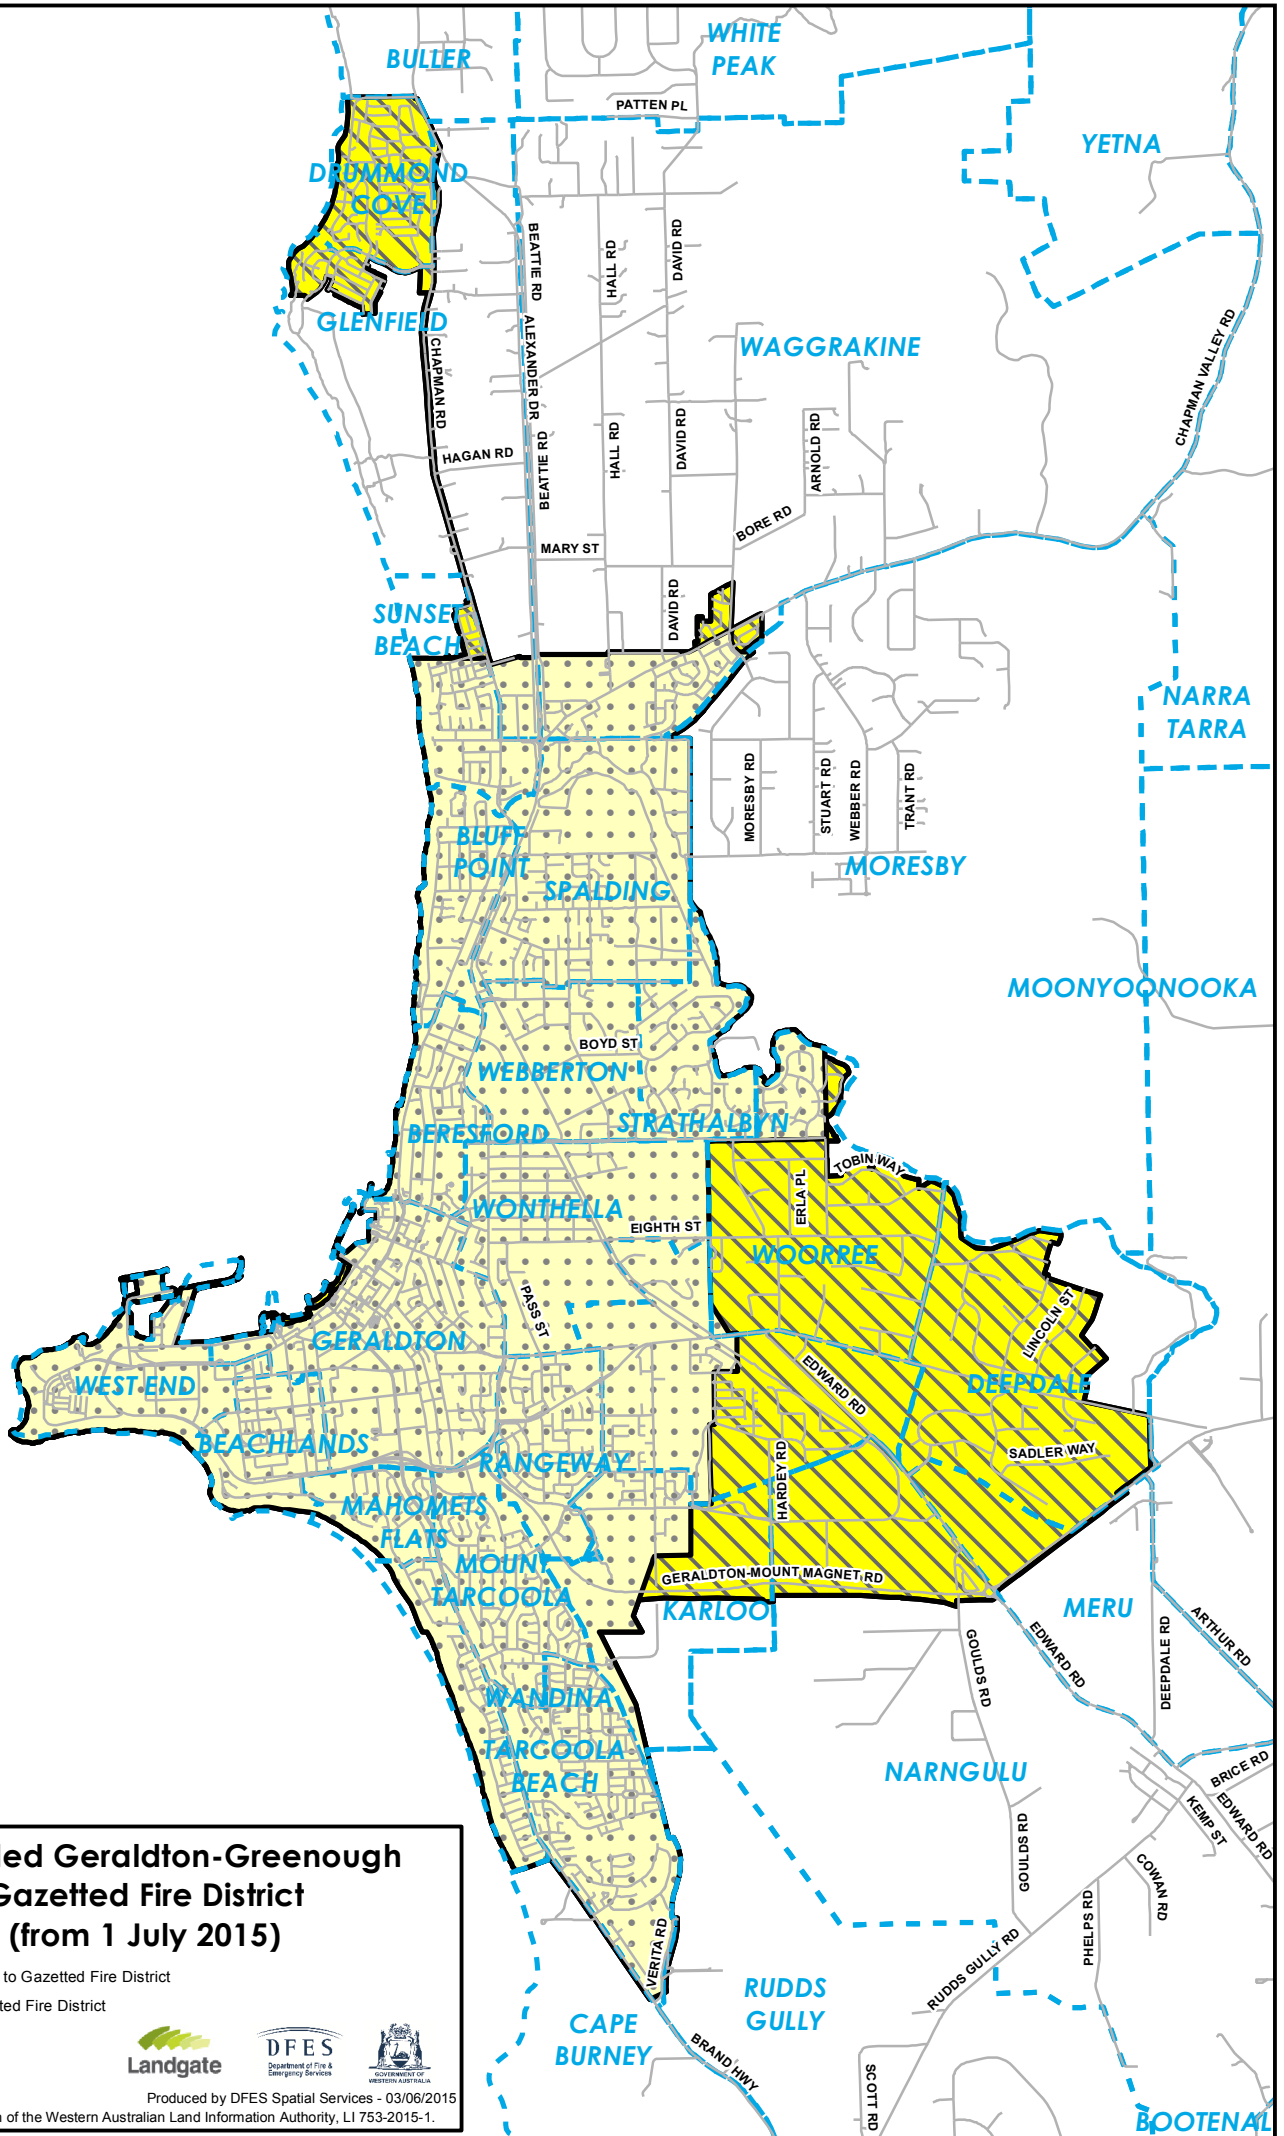 WHITE
PEAK
BULLER
PATTEN PL
YETNA
DRUMMOND
COVE
BEATTIE RD
HALL RD
DAVID RD
GLENFIELD
ALEXANDER DR
CHAPMAN RD
WAGGRAKINE
CHAPMAN VALLEY RD
HAGAN RD
BEATTIE RD
HALL RD
DAVID RD
ARNOLD RD
BORE RD
MARY ST
DAVID RD
SUNSET
BEACH
NARRA
TARRA
MORESBY RD
STUART RD
WEBBER RD
TRANT RD
BLUFF
POINT
SPALDING
MORESBY
MOONYOONOOKA
BOYD ST
WEBBERTON
STRATHALBYN
BERESFORD
TOBIN WAY
ERLA PL
WONTHELLA
EIGHTH ST
WOORREE
PASS ST
LINCOLN ST
GERALDTON
EDWARD RD
WEST END
DEEPDALE
BEACHLANDS
SADLER WAY
RANGEWAY
HARDEY RD
MAHOMETS
FLATS
MOUNT
TARCOOLA
GERALDTON-MOUNT MAGNET RD
KARLOO
MERU
ARTHUR RD
GOULDS RD
EDWARD RD
DEEPDALE RD
WANDINA
TARCOOLA
BEACH
NARNGULU
BRICE RD
KEMP ST
EDWARD RD
GOULDS RD
COWAN RD
PHELPS RD
VERITA RD
RUDDS GULLY RD
RUDDS
GULLY
CAPE
BURNEY
BRAND HWY
SCOTT RD
BOOTENAL
ed Geraldton-Greenough
Gazetted Fire District
(from 1 July 2015)
to Gazetted Fire District
ted Fire District
Landgate
DFES
Department of Fire &
Emergency Services
GOVERNMENT OF
WESTERN AUSTRALIA
Produced by DFES Spatial Services - 03/06/2015
of the Western Australian Land Information Authority, LI 753-2015-1.